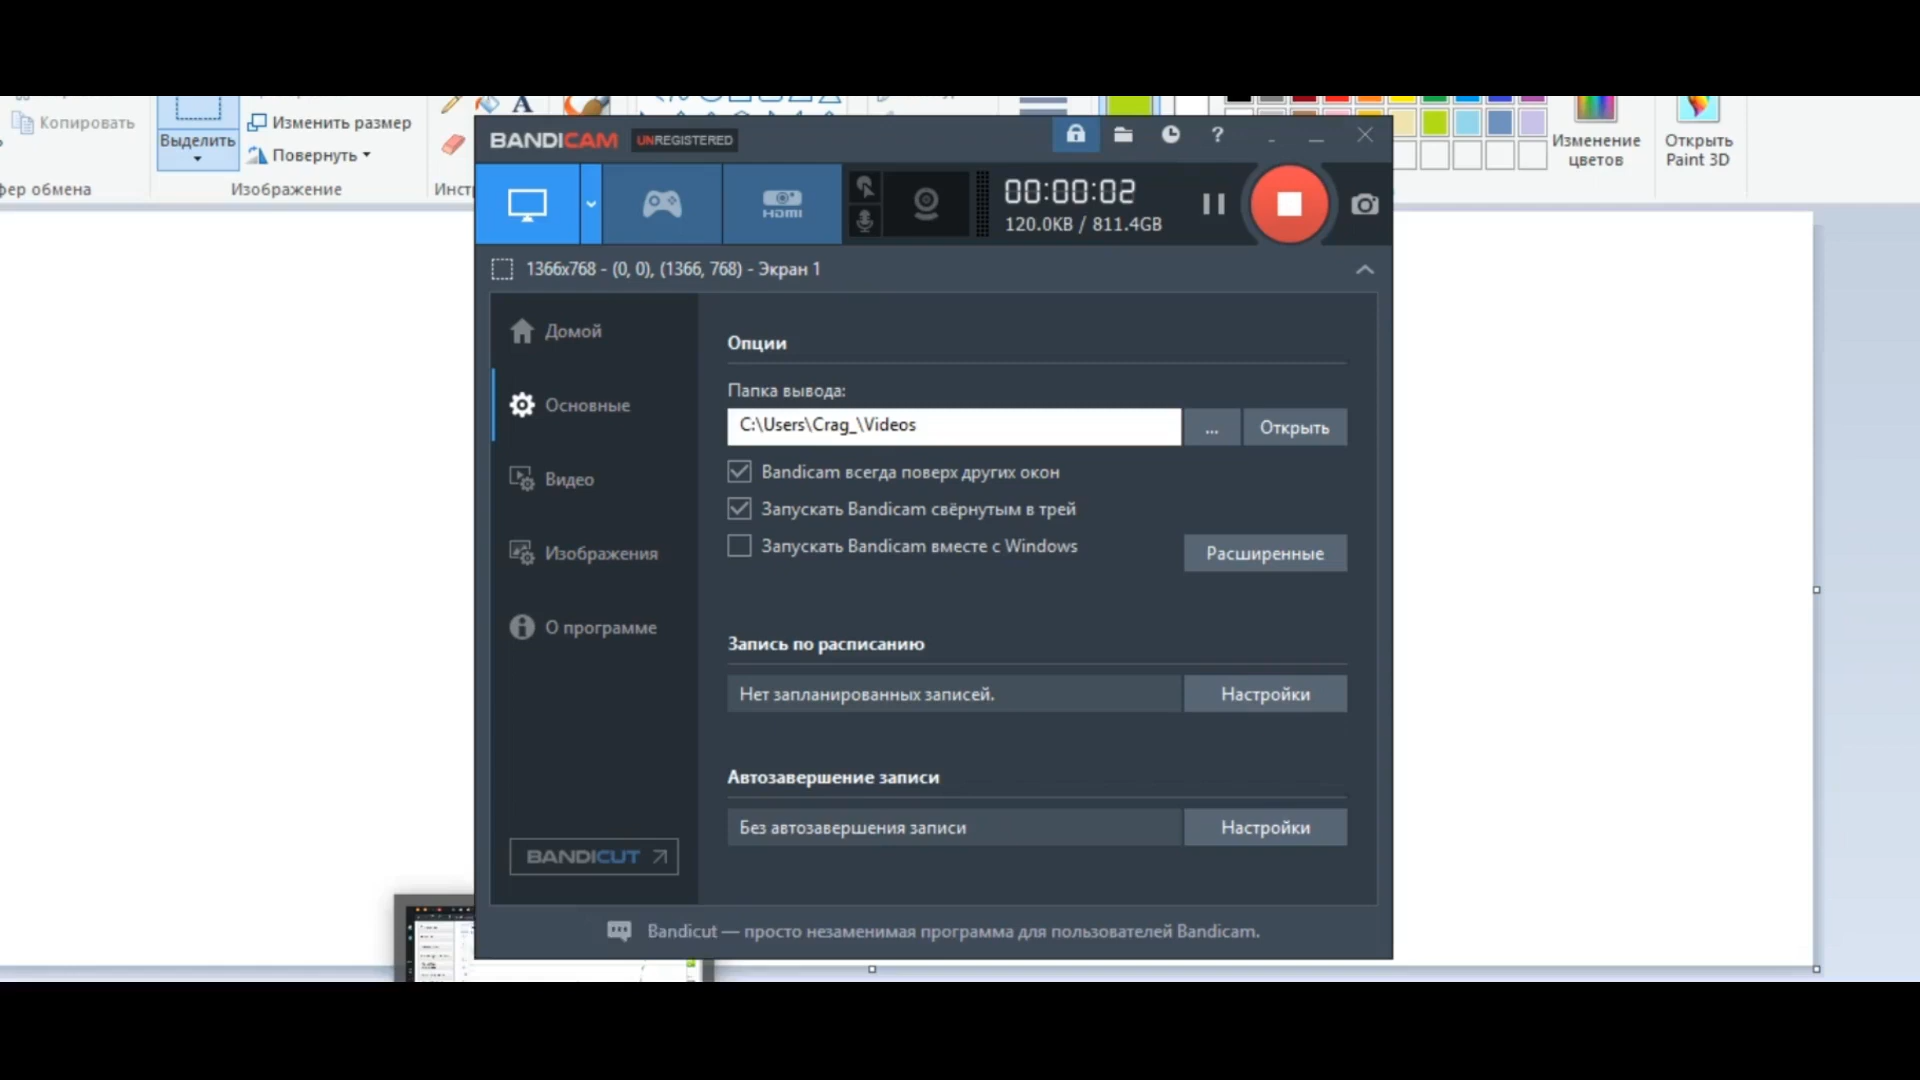 Копировать
Выделить
Изменить размер
Повернуть
фер обмена
Изображение
Инст
A
Изменение
цветов
Открыть
Paint 3D
BANDICAM UNREGISTERED
?
HDMI
00:00:02
120.0KB / 811.4GB
1366x768 - (0, 0), (1366, 768) - Экран 1
Домой
Основные
Видео
Изображения
О программе
BANDICUT
Опции
Папка вывода:
C:\Users\Crag_\Videos
...
Открыть
Bandicam всегда поверх других окон
Запускать Bandicam свёрнутым в трей
Запускать Bandicam вместе с Windows
Расширенные
Запись по расписанию
Нет запланированных записей.
Настройки
Автозавершение записи
Без автозавершения записи
Настройки
Bandicut — просто незаменимая программа для пользователей Bandicam.